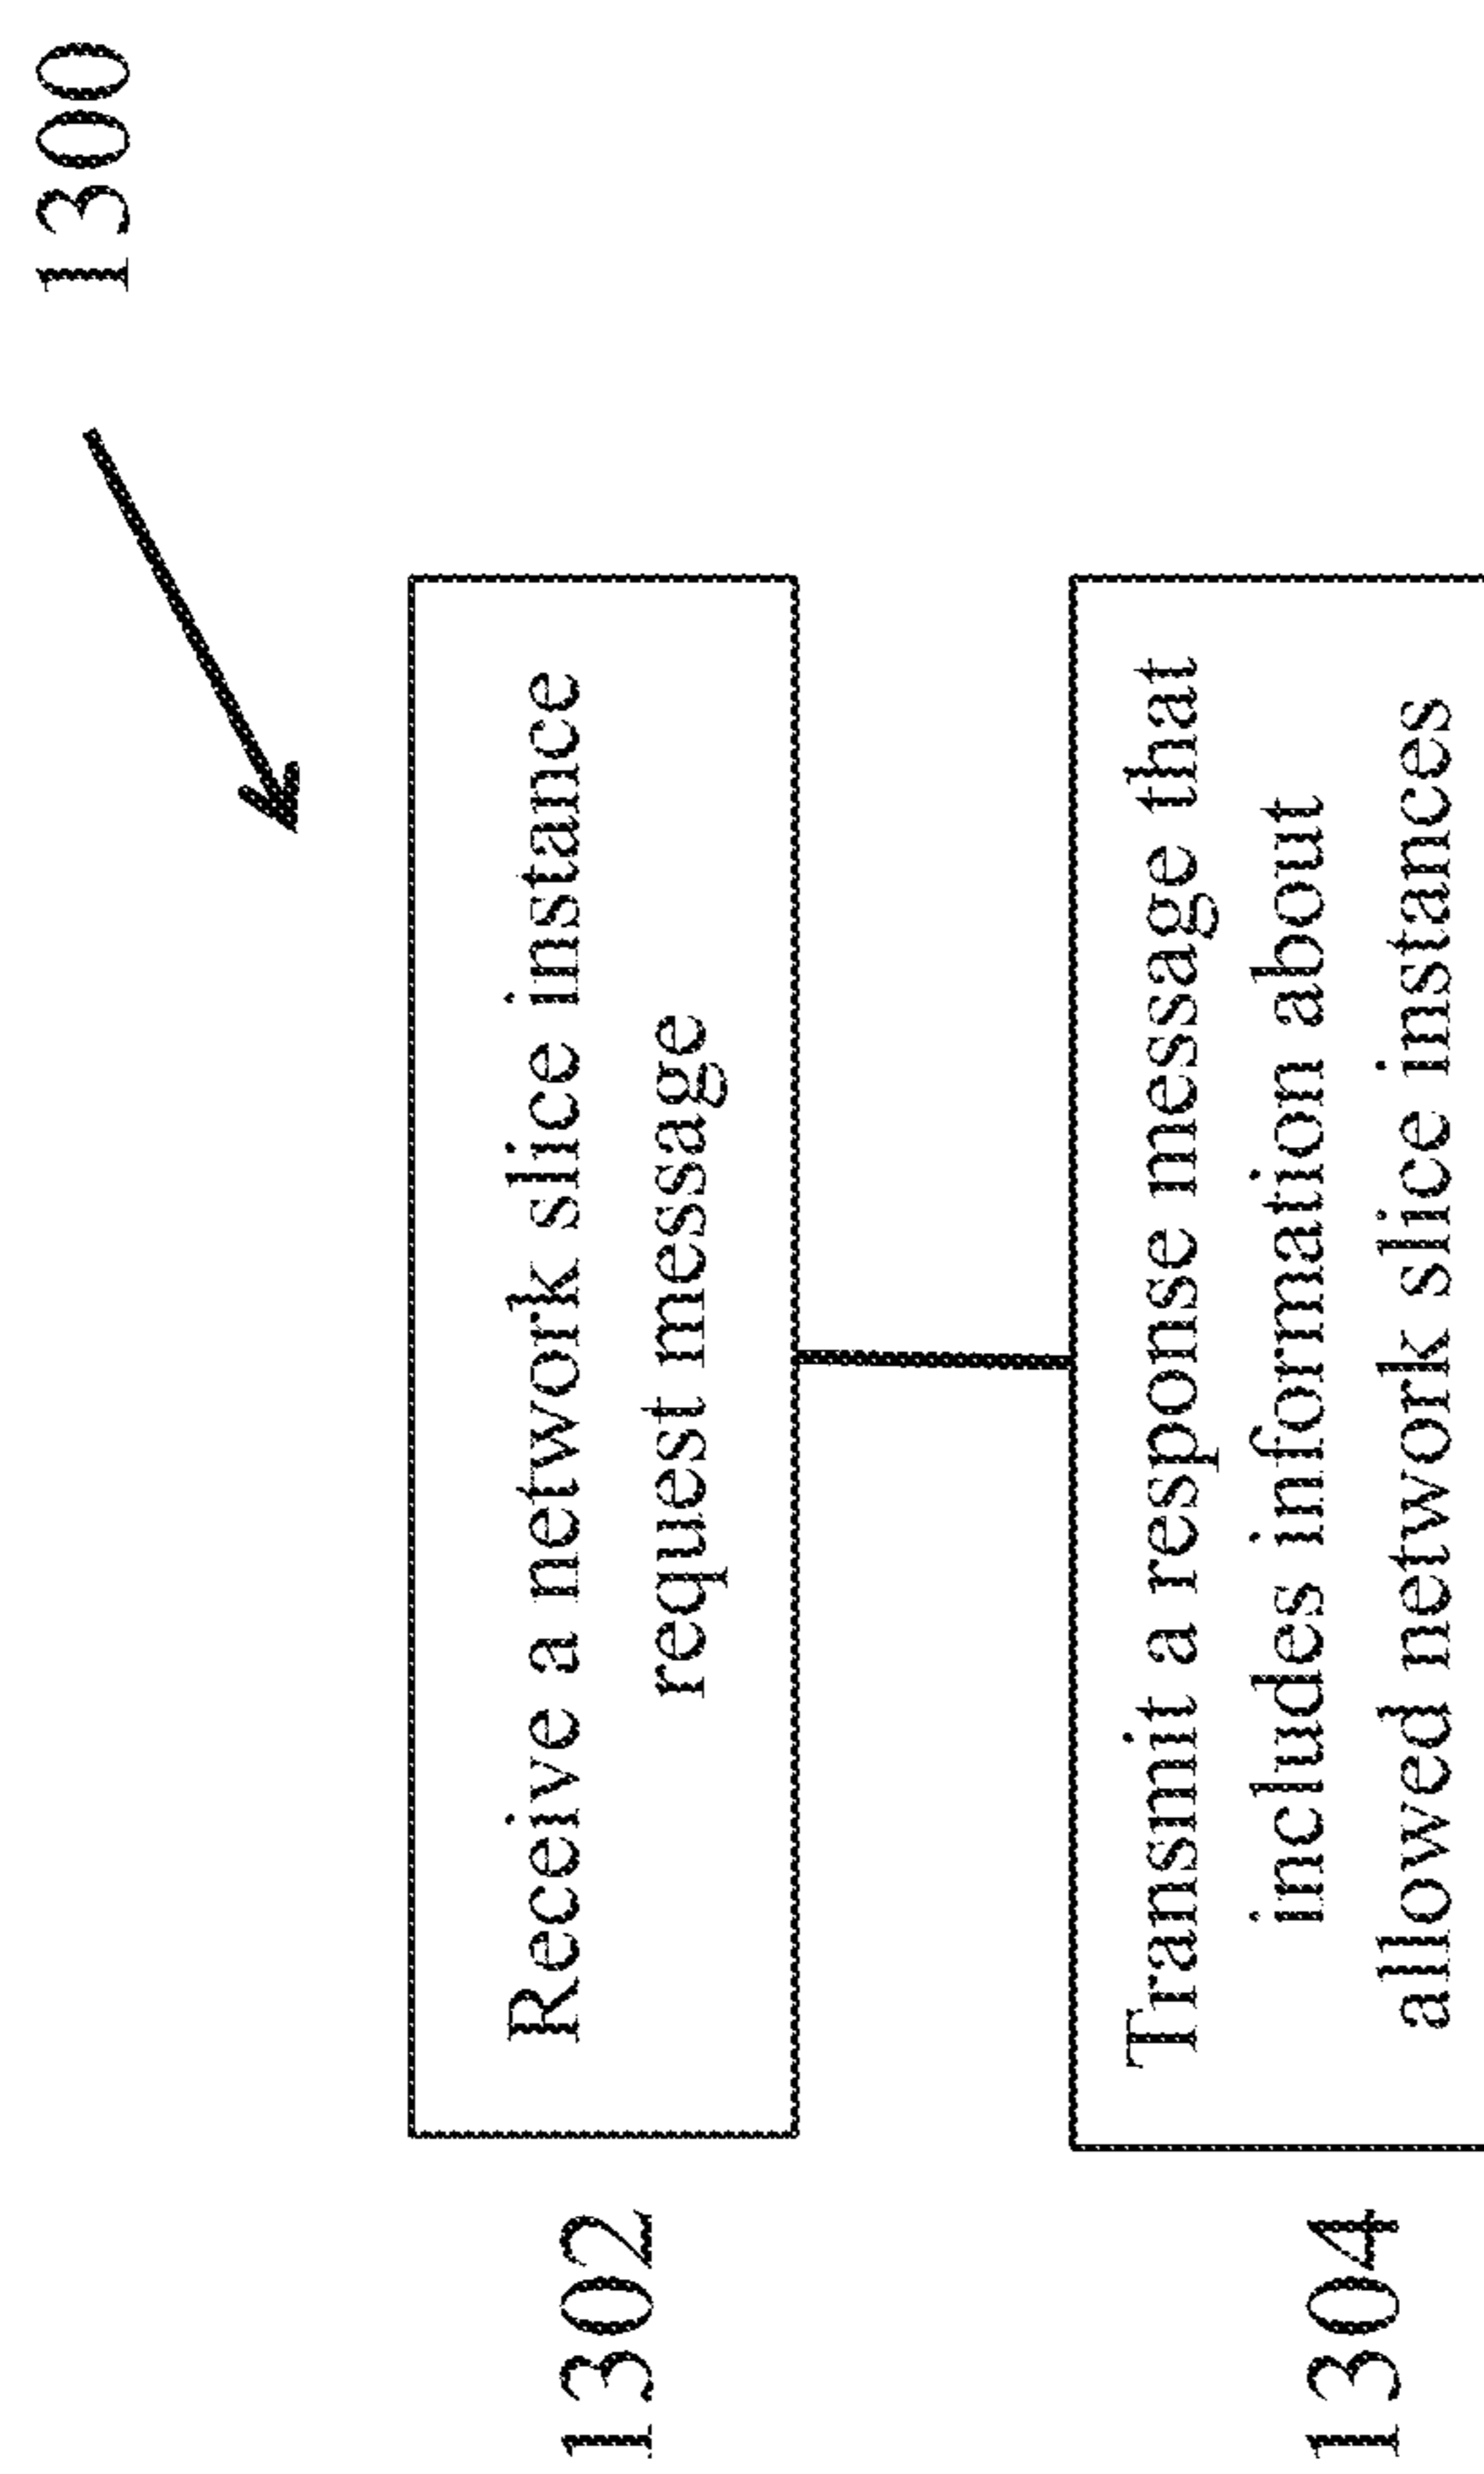 1300
1302
Receive a network slice instance
request message
1304
Transmit a response message that
includes information about
allowed network slice instances